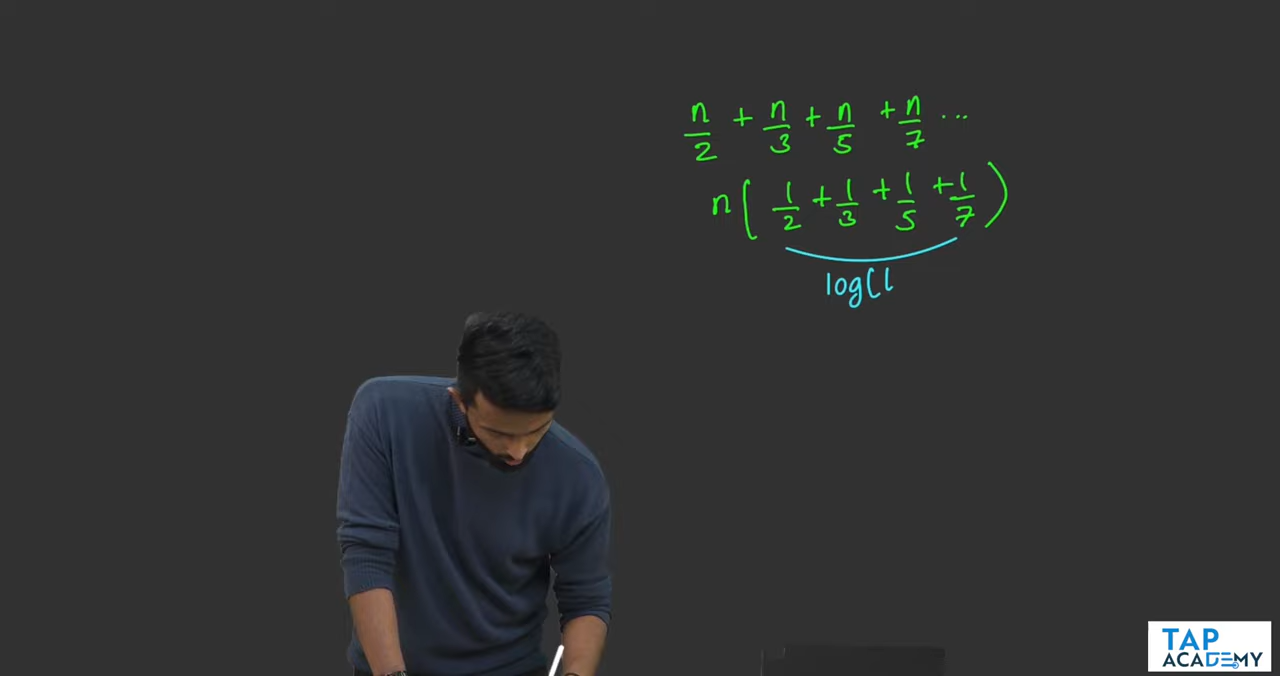 n/2 + n/3 + n/5 + n/7 ...
n( 1/2 + 1/3 + 1/5 + 1/7 )
log(l
TAP
ACADEMY